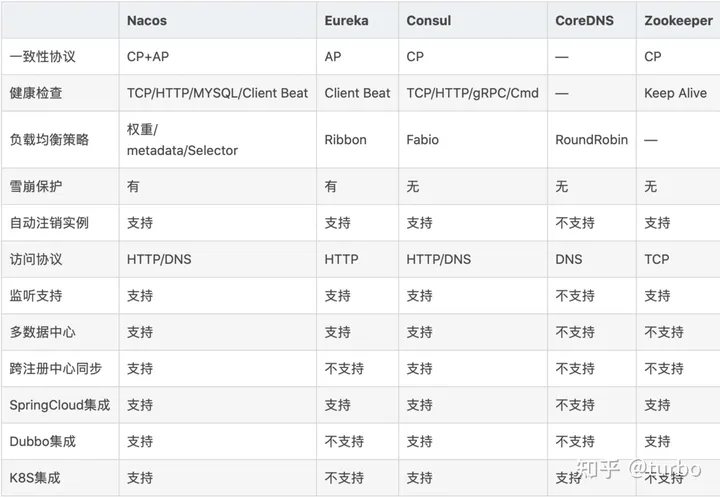 Nacos Eureka Consul CoreDNS Zookeeper
一致性协议 CP+AP AP CP — CP
健康检查 TCP/HTTP/MYSQL/Client Beat Client Beat TCP/HTTP/gRPC/Cmd — Keep Alive
负载均衡策略 权重/
metadata/Selector Ribbon Fabio RoundRobin —
雪崩保护 有 有 无 无 无
自动注销实例 支持 支持 支持 不支持 支持
访问协议 HTTP/DNS HTTP HTTP/DNS DNS TCP
监听支持 支持 支持 支持 不支持 支持
多数据中心 支持 支持 支持 不支持 不支持
跨注册中心同步 支持 不支持 支持 不支持 不支持
SpringCloud集成 支持 支持 支持 不支持 支持
Dubbo集成 支持 不支持 支持 不支持 支持
K8S集成 支持 不支持 支持 支持 不支持
知乎 @turbo